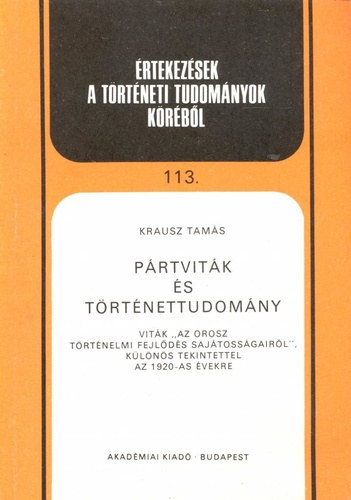 ÉRTEKEZÉSEK
A TÖRTÉNETI TUDOMÁNYOK
KÖRÉBŐL
113.
KRAUSZ TAMÁS
PÁRTVITÁK
ÉS
TÖRTÉNETTUDOMÁNY
VITÁK „AZ OROSZ
TÖRTÉNELMI FEJLŐDÉS SAJÁTOSSÁGAIRÓL”,
KÜLÖNÖS TEKINTETTEL
AZ 1920-AS ÉVEKRE
AKADÉMIAI KIADÓ · BUDAPEST